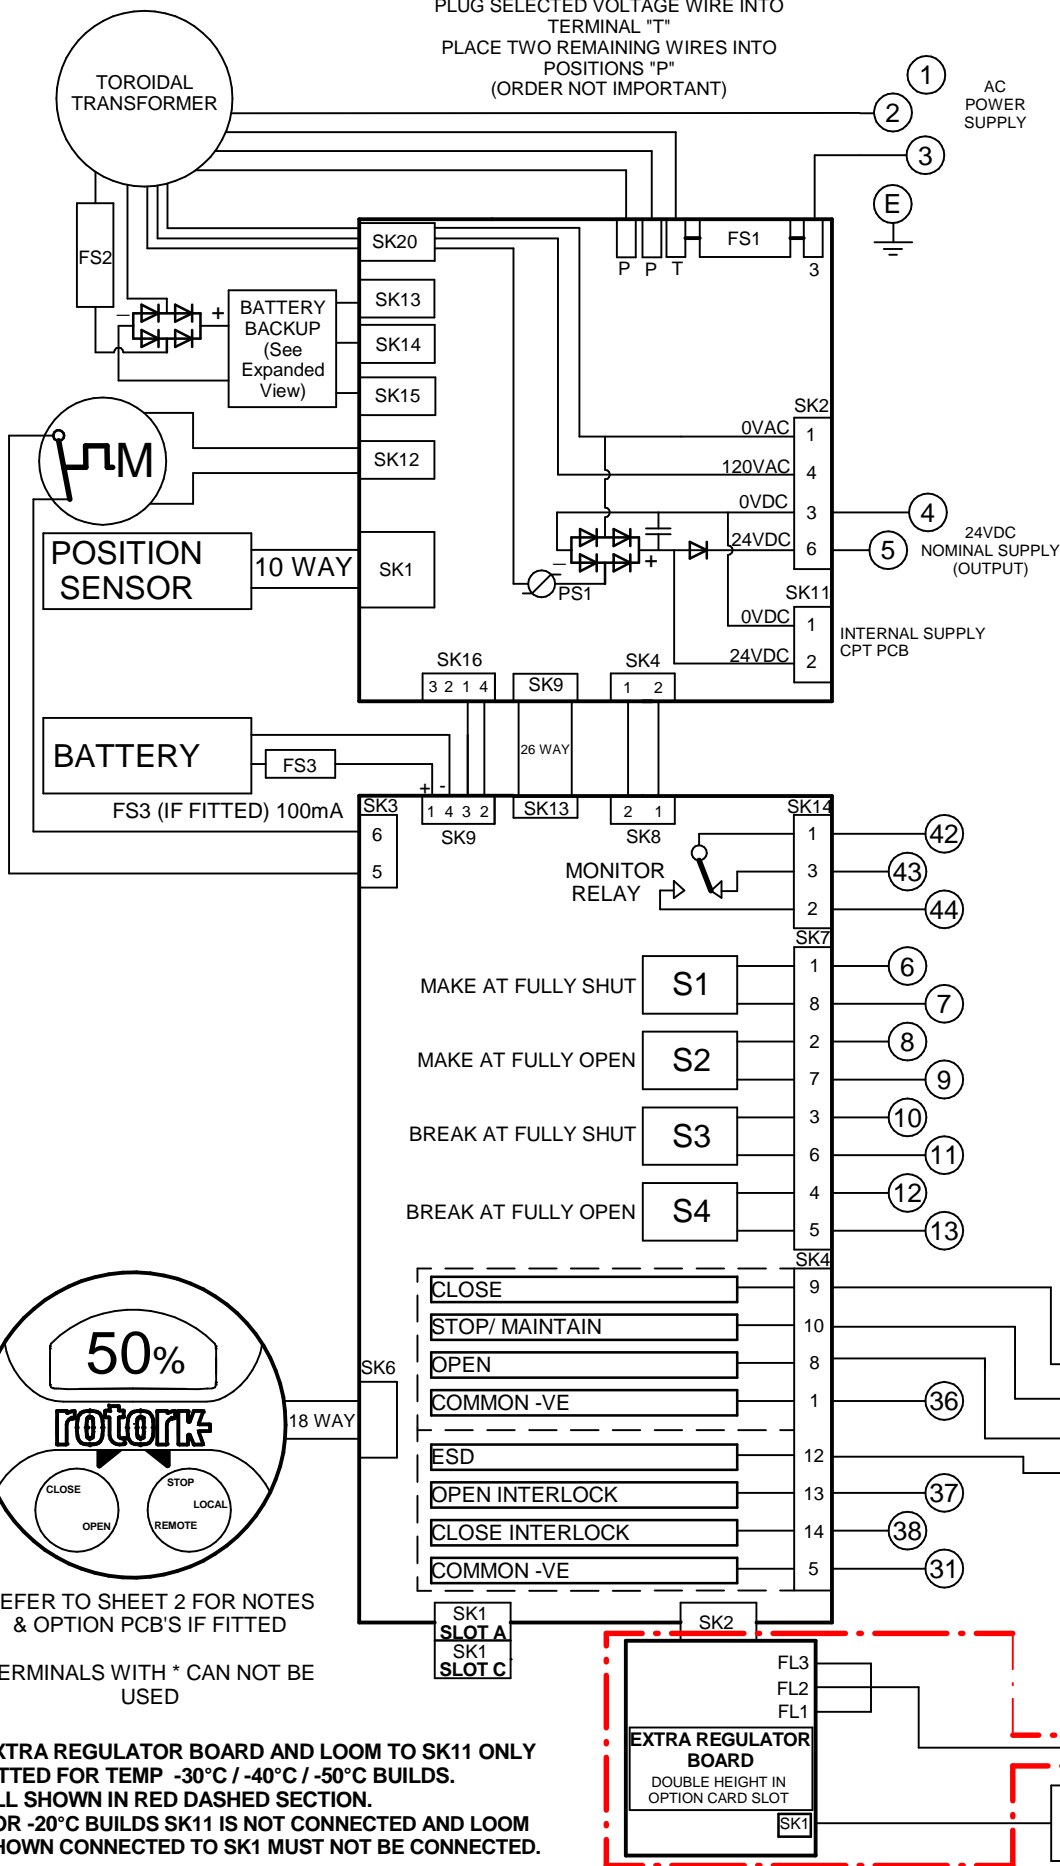 PLUG SELECTED VOLTAGE WIRE INTO
TERMINAL "T"
PLACE TWO REMAINING WIRES INTO
POSITIONS "P"
(ORDER NOT IMPORTANT)
TOROIDAL
TRANSFORMER
1
2
3
E
AC
POWER
SUPPLY
FS2
SK20
P P T
FS1
3
SK13
SK14
SK15
− +
BATTERY
BACKUP
(See
Expanded
View)
M
SK12
POSITION
SENSOR
10 WAY
SK1
SK2
0VAC 1
120VAC 4
0VDC 3
24VDC 6
4
5
24VDC
NOMINAL SUPPLY
(OUTPUT)
− +
PS1
SK11
0VDC 1
24VDC 2
INTERNAL SUPPLY
CPT PCB
SK16
3 2 1 4
SK9
SK4
1 2
26 WAY
BATTERY
FS3
FS3 (IF FITTED) 100mA
+ -
SK3
6
5
1 4 3 2
SK9
SK13
2 1
SK8
SK14
MONITOR
RELAY
1 42
3 43
2 44
SK7
MAKE AT FULLY SHUT S1
1 6
8 7
MAKE AT FULLY OPEN S2
2 8
7 9
BREAK AT FULLY SHUT S3
3 10
6 11
BREAK AT FULLY OPEN S4
4 12
5 13
SK4
CLOSE 9
STOP/ MAINTAIN 10
OPEN 8
COMMON -VE 1 36
ESD 12
OPEN INTERLOCK 13 37
CLOSE INTERLOCK 14 38
COMMON -VE 5 31
50%
rotork
CLOSE
OPEN
STOP
LOCAL
REMOTE
18 WAY
SK6
EFER TO SHEET 2 FOR NOTES
& OPTION PCB'S IF FITTED
ERMINALS WITH * CAN NOT BE
USED
SK1
SLOT A
SK1
SLOT C
SK2
FL3
FL2
FL1
EXTRA REGULATOR
BOARD
DOUBLE HEIGHT IN
OPTION CARD SLOT
SK1
XTRA REGULATOR BOARD AND LOOM TO SK11 ONLY
TTED FOR TEMP -30°C / -40°C / -50°C BUILDS.
LL SHOWN IN RED DASHED SECTION.
OR -20°C BUILDS SK11 IS NOT CONNECTED AND LOOM
HOWN CONNECTED TO SK1 MUST NOT BE CONNECTED.